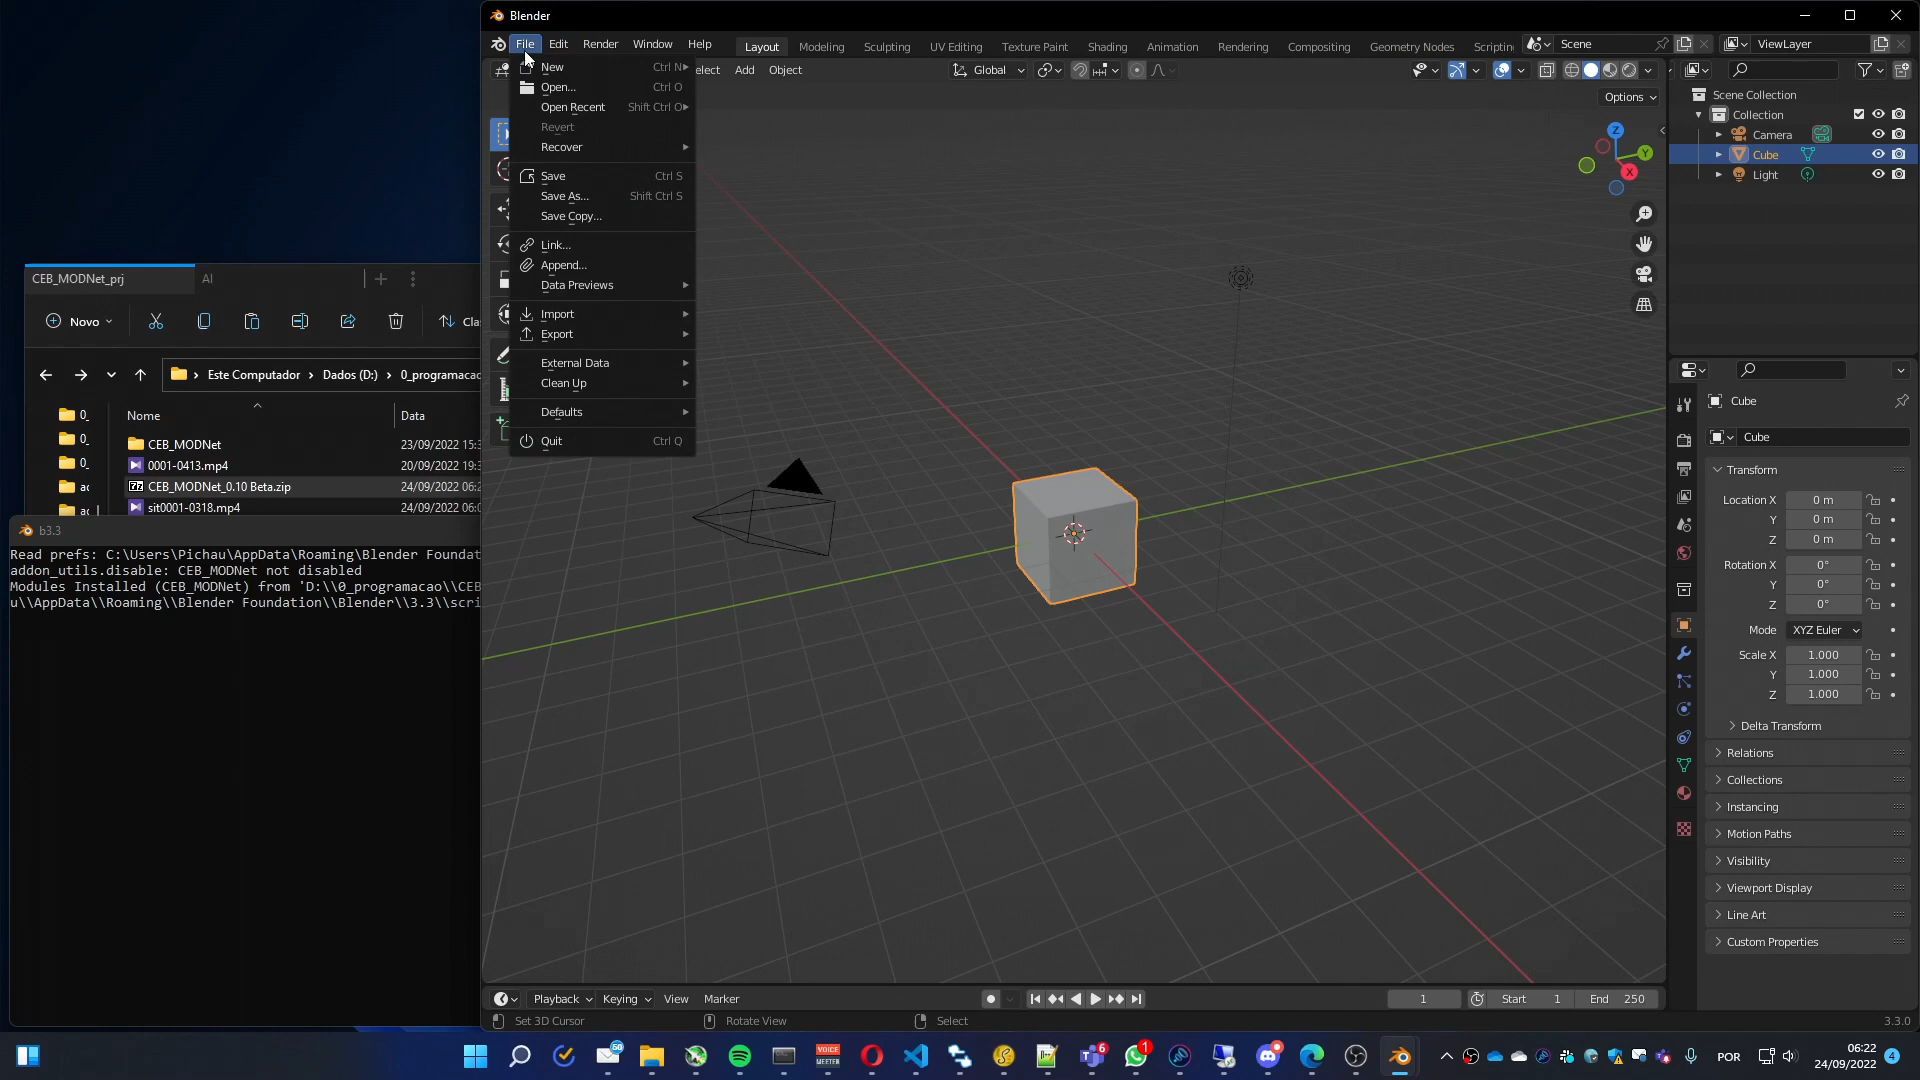 Blender
File Edit Render Window Help Layout Modeling Sculpting UV Editing Texture Paint Shading Animation Rendering Compositing Geometry Nodes Scripting Scene ViewLayer
elect Add Object Global
Options
New Ctrl N
Open... Ctrl O
Open Recent Shift Ctrl O
Revert
Recover
Save Ctrl S
Save As... Shift Ctrl S
Save Copy...
Link...
Append...
Data Previews
Import
Export
External Data
Clean Up
Defaults
Quit Ctrl Q
Z
Y
X
Scene Collection
Collection
Camera
Cube
Light
Cube
Cube
Transform
Location X 0 m
Y 0 m
Z 0 m
Rotation X 0°
Y 0°
Z 0°
Mode XYZ Euler
Scale X 1.000
Y 1.000
Z 1.000
Delta Transform
Relations
Collections
Instancing
Motion Paths
Visibility
Viewport Display
Line Art
Custom Properties
CEB_MODNet_prj AI
Novo Clas
Este Computador Dados (D:) 0_programacao
Nome Data
0_
0_
0_
CEB_MODNet 23/09/2022 15:3
0001-0413.mp4 20/09/2022 19:3
CEB_MODNet_0.10 Beta.zip 24/09/2022 06:2
sit0001-0318.mp4 24/09/2022 06:0
b3.3
Read prefs: C:\Users\Pichau\AppData\Roaming\Blender Foundat
addon_utils.disable: CEB_MODNet not disabled
Modules Installed (CEB_MODNet) from 'D:\\0_programacao\\CEB
u\\AppData\\Roaming\\Blender Foundation\\Blender\\3.3\\scri
Playback Keying View Marker 1 Start 1 End 250
Set 3D Cursor Rotate View Select 3.3.0
50
VOICE
MEETER
6
1
POR
06:22
24/09/2022
4